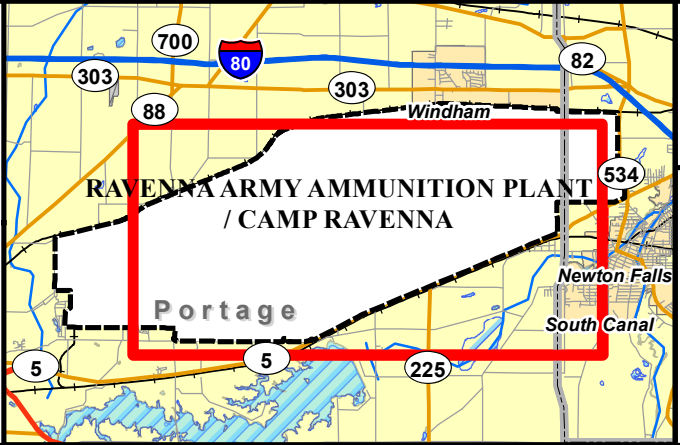 700
80
82
303
303
88
Windham
RAVENNA ARMY AMMUNITION PLANT
534
/ CAMP RAVENNA
Newton Falls
Portage
South Canal
5
5
225